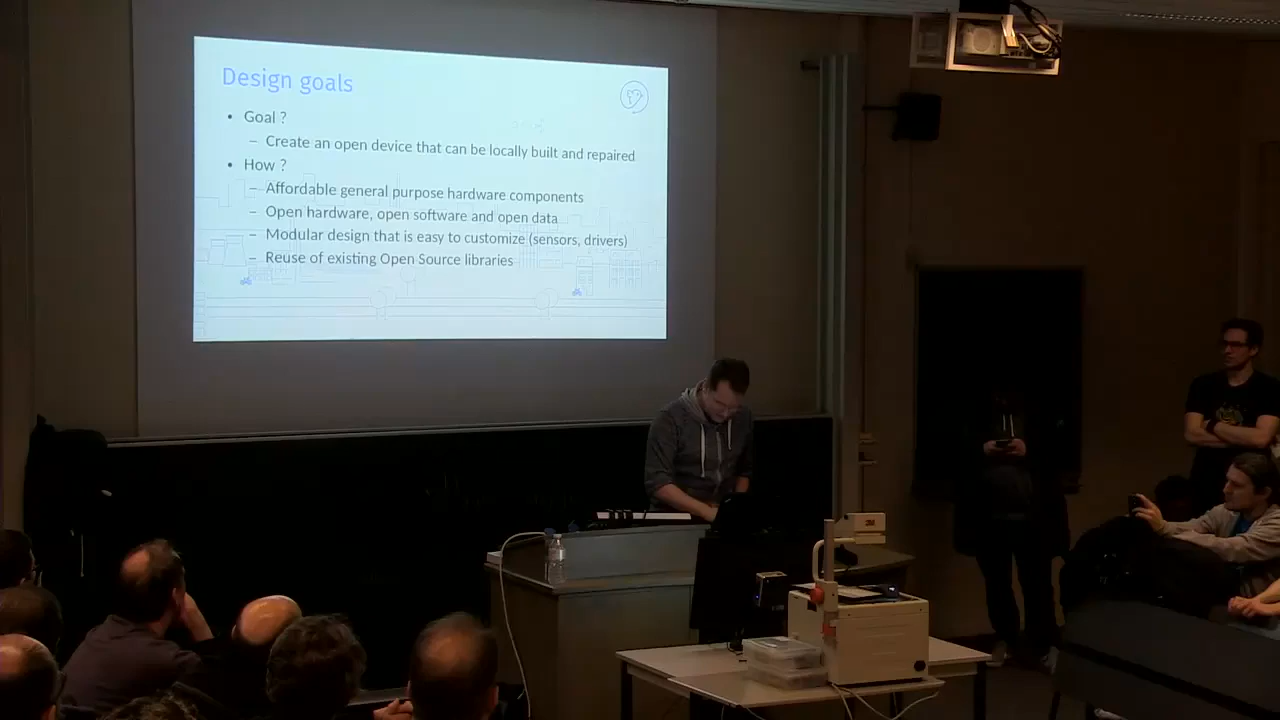 Design goals
• Goal ?
– Create an open device that can be locally built and repaired
• How ?
– Affordable general purpose hardware components
– Open hardware, open software and open data
– Modular design that is easy to customize (sensors, drivers)
– Reuse of existing Open Source libraries
3M